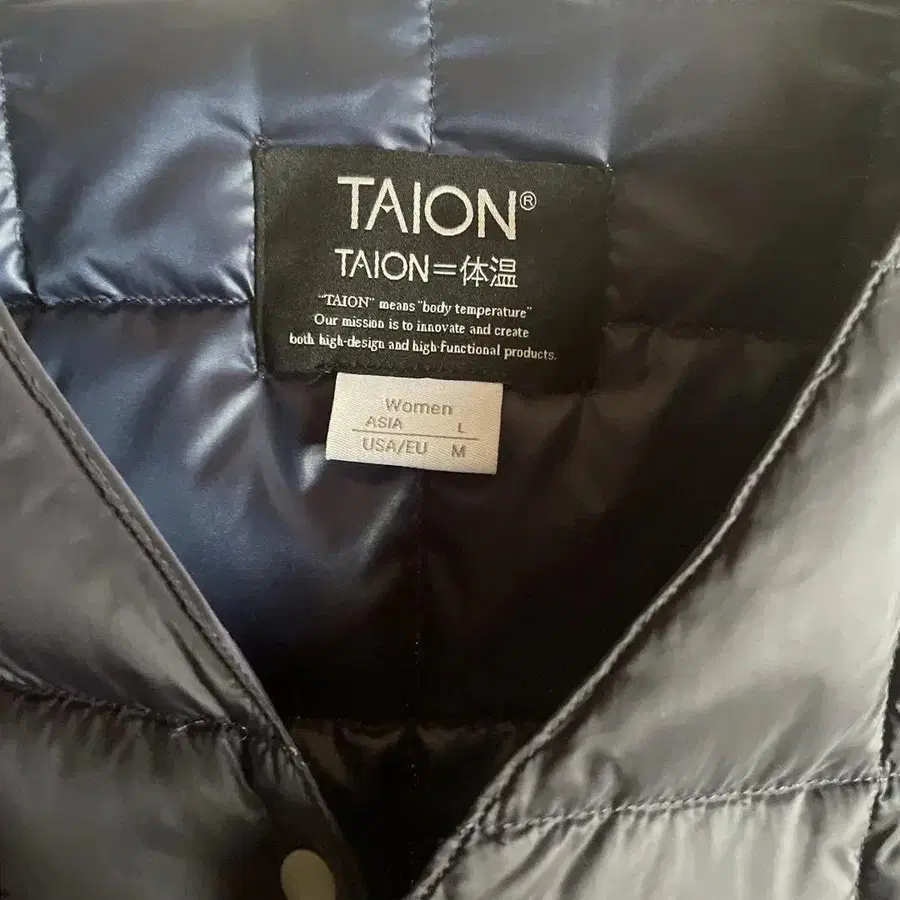 TAION®
TAION=体温
"TAION" means "body temperature"
Our mission is to innovate and create
both high-design and high-functional products.
Women
ASIA L
USA/EU M